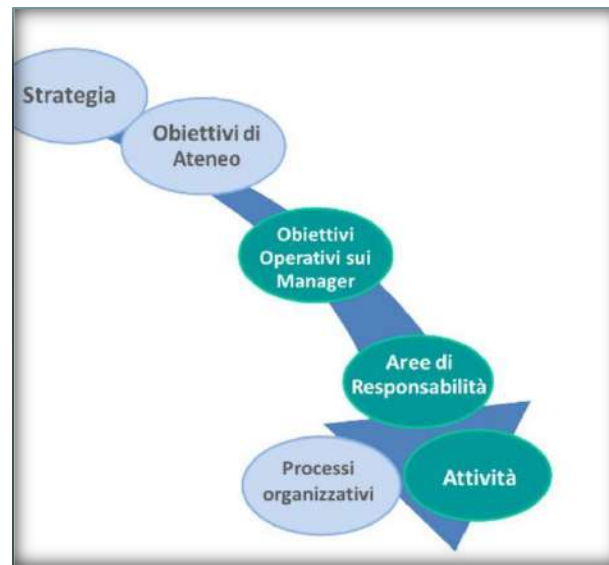 Strategia
Obiettivi di
Ateneo
Obiettivi
Operativi sui
Manager
Aree di
Responsabilità
Processi
organizzativi
Attività